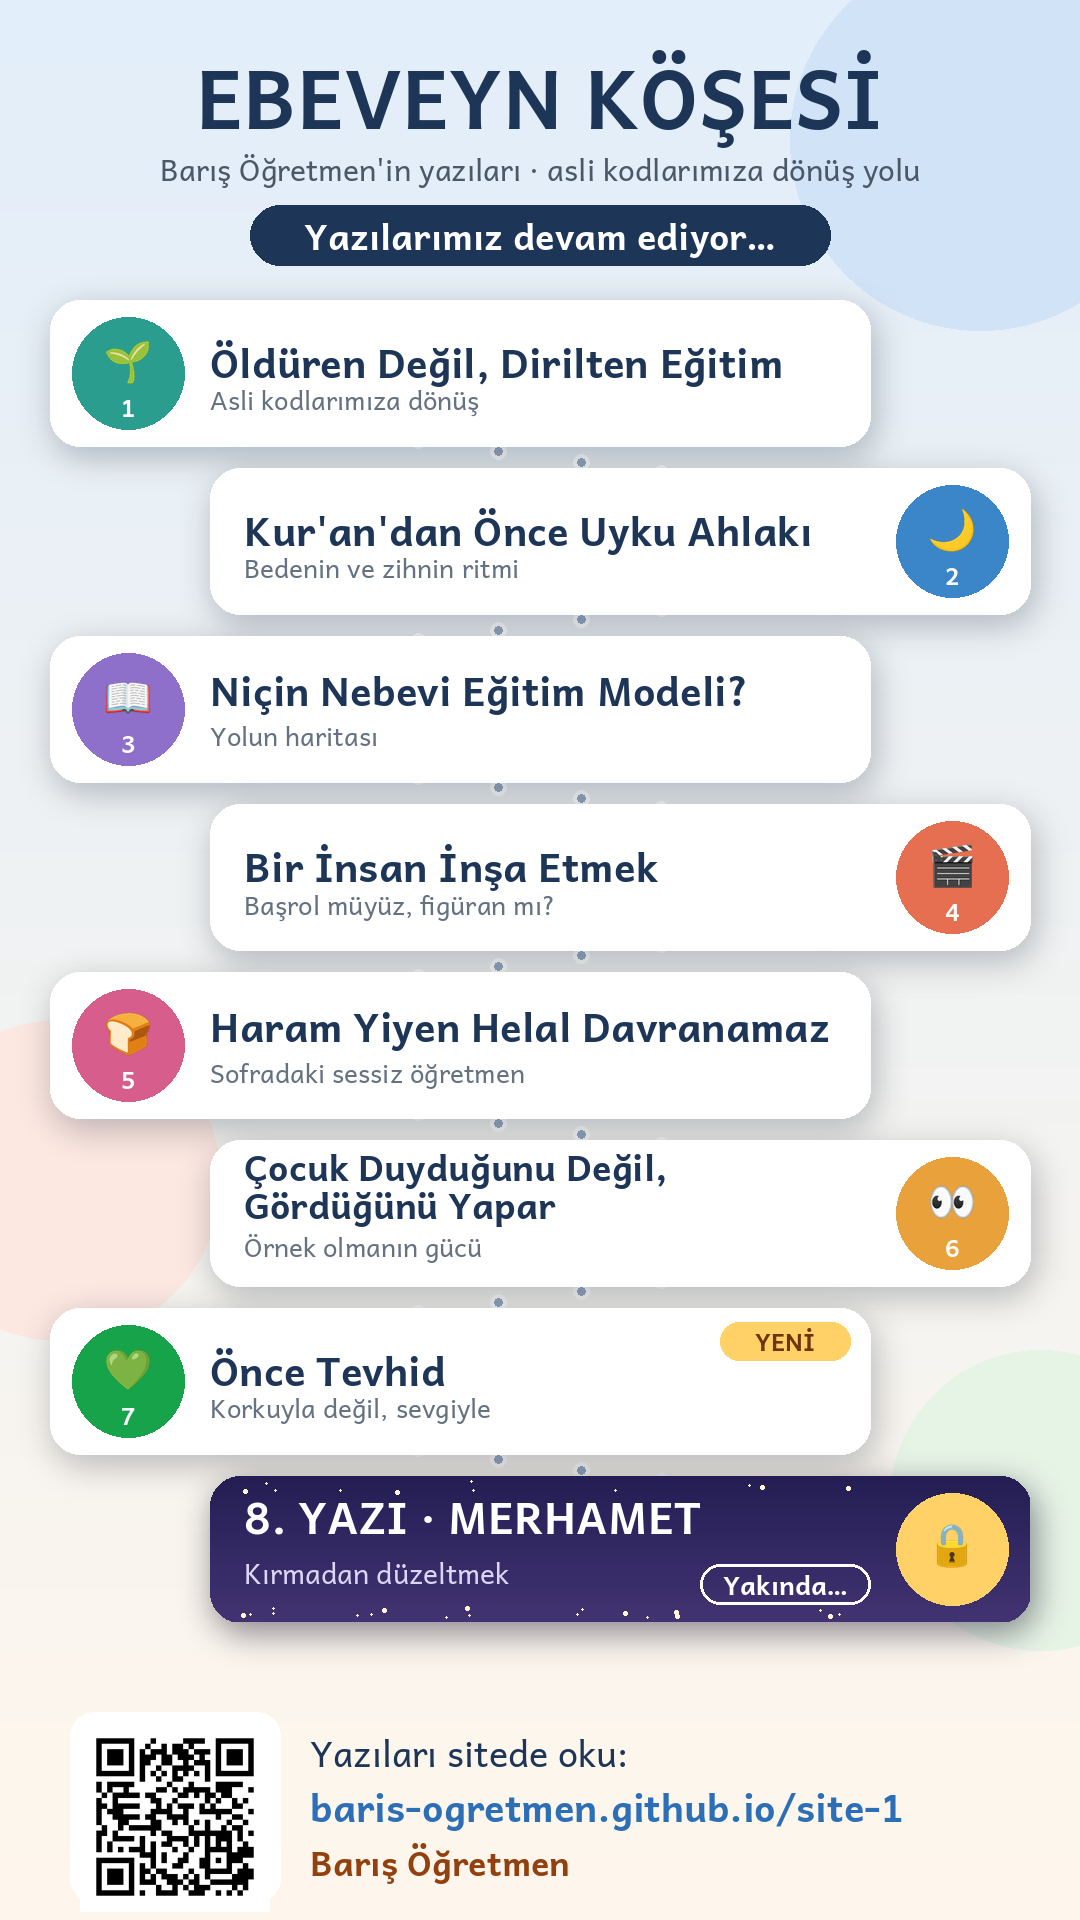 EBEVEYN KÖŞESİ
Barış Öğretmen'in yazıları · asli kodlarımıza dönüş yolu
Yazılarımız devam ediyor...
1
Öldüren Değil, Dirilten Eğitim
Asli kodlarımıza dönüş
Kur'an'dan Önce Uyku Ahlakı
Bedenin ve zihnin ritmi
2
3
Niçin Nebevi Eğitim Modeli?
Yolun haritası
Bir İnsan İnşa Etmek
Başrol müyüz, figüran mı?
4
5
Haram Yiyen Helal Davranamaz
Sofradaki sessiz öğretmen
Çocuk Duyduğunu Değil,
Gördüğünü Yapar
Örnek olmanın gücü
6
YENİ
7
Önce Tevhid
Korkuyla değil, sevgiyle
8. YAZI · MERHAMET
Kırmadan düzeltmek
Yakında...
Yazıları sitede oku:
baris-ogretmen.github.io/site-1
Barış Öğretmen